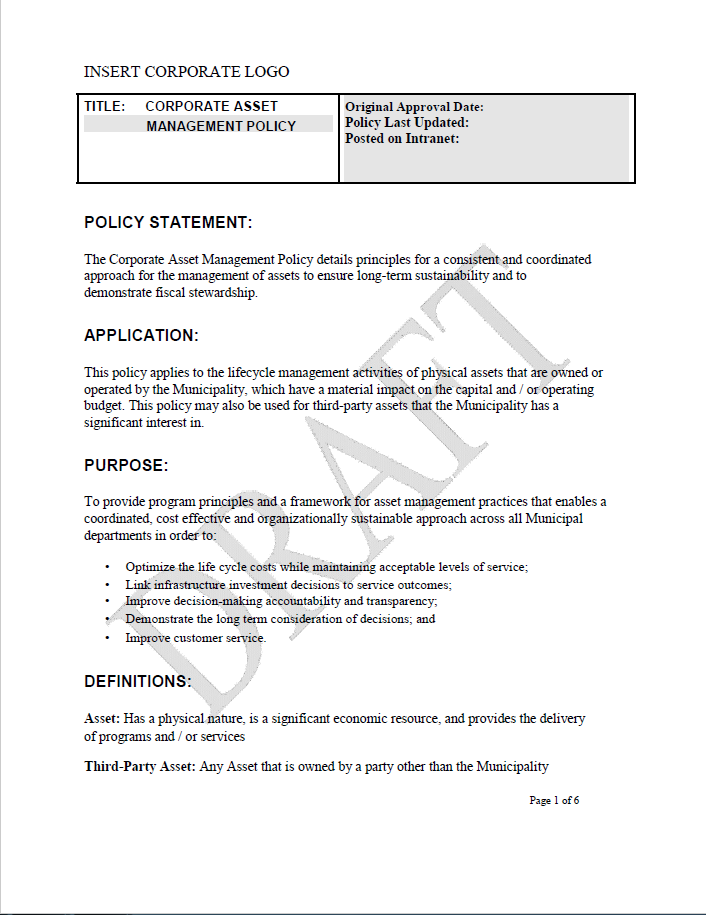 INSERT CORPORATE LOGO
TITLE: CORPORATE ASSET
MANAGEMENT POLICY
Original Approval Date:
Policy Last Updated:
Posted on Intranet:
POLICY STATEMENT:
The Corporate Asset Management Policy details principles for a consistent and coordinated
approach for the management of assets to ensure long-term sustainability and to
demonstrate fiscal stewardship.
APPLICATION:
This policy applies to the lifecycle management activities of physical assets that are owned or
operated by the Municipality, which have a material impact on the capital and / or operating
budget. This policy may also be used for third-party assets that the Municipality has a
significant interest in.
PURPOSE:
To provide program principles and a framework for asset management practices that enables a
coordinated, cost effective and organizationally sustainable approach across all Municipal
departments in order to:
• Optimize the life cycle costs while maintaining acceptable levels of service;
• Link infrastructure investment decisions to service outcomes;
• Improve decision-making accountability and transparency;
• Demonstrate the long term consideration of decisions; and
• Improve customer service.
DEFINITIONS:
Asset: Has a physical nature, is a significant economic resource, and provides the delivery
of programs and / or services
Third-Party Asset: Any Asset that is owned by a party other than the Municipality
Page 1 of 6
DRAFT